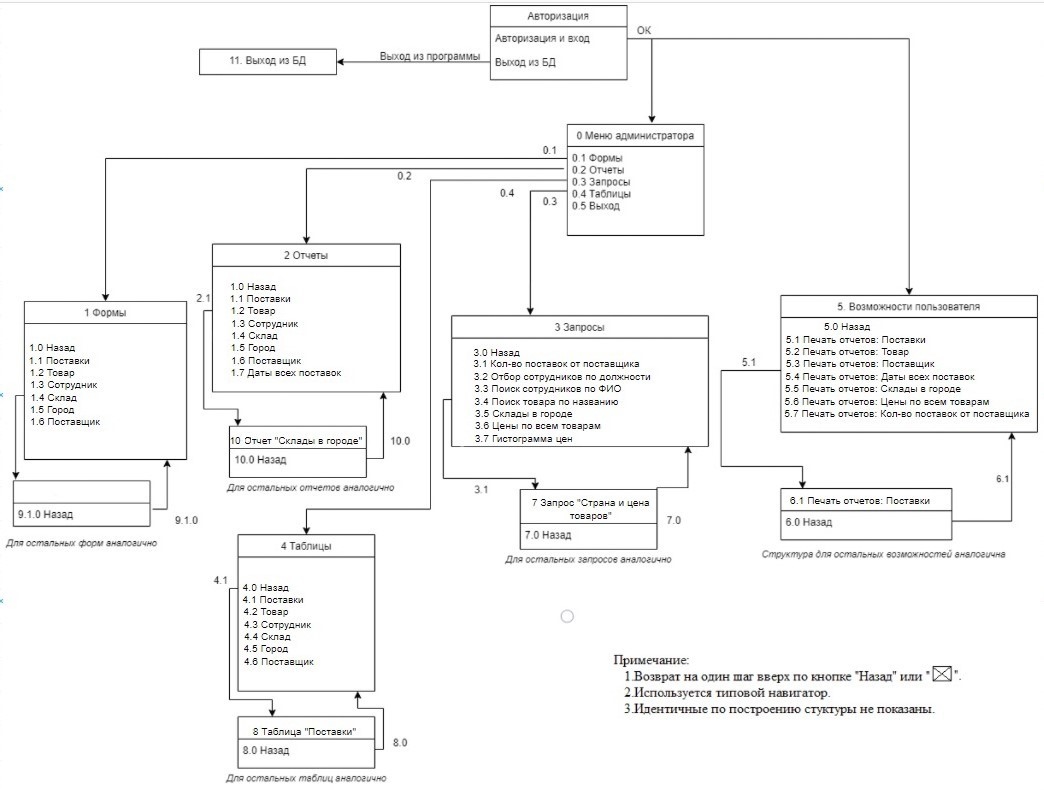 Авторизация
Авторизация и вход
Выход из БД
OK
Выход из программы
11. Выход из БД
0 Меню администратора
0.1 Формы
0.2 Отчеты
0.3 Запросы
0.4 Таблицы
0.5 Выход
0.1
0.2
0.4
0.3
2 Отчеты
1.0 Назад
1.1 Поставки
1.2 Товар
1.3 Сотрудник
1.4 Склад
1.5 Город
1.6 Поставщик
1.7 Даты всех поставок
2.1
10 Отчет "Склады в городе"
10.0 Назад
10.0
Для остальных отчетов аналогично
1 Формы
1.0 Назад
1.1 Поставки
1.2 Товар
1.3 Сотрудник
1.4 Склад
1.5 Город
1.6 Поставщик
9.1.0 Назад
9.1.0
Для остальных форм аналогично
3 Запросы
3.0 Назад
3.1 Кол-во поставок от поставщика
3.2 Отбор сотрудников по должности
3.3 Поиск сотрудников по ФИО
3.4 Поиск товара по названию
3.5 Склады в городе
3.6 Цены по всем товарам
3.7 Гистограмма цен
3.1
7 Запрос "Страна и цена
товаров"
7.0 Назад
7.0
Для остальных запросов аналогично
5. Возможности пользователя
5.0 Назад
5.1 Печать отчетов: Поставки
5.2 Печать отчетов: Товар
5.3 Печать отчетов: Поставщик
5.4 Печать отчетов: Даты всех поставок
5.5 Печать отчетов: Склады в городе
5.6 Печать отчетов: Цены по всем товарам
5.7 Печать отчетов: Кол-во поставок от поставщика
5.1
6.1 Печать отчетов: Поставки
6.0 Назад
6.1
Структура для остальных возможностей аналогична
4 Таблицы
4.0 Назад
4.1 Поставки
4.2 Товар
4.3 Сотрудник
4.4 Склад
4.5 Город
4.6 Поставщик
4.1
8 Таблица "Поставки"
8.0 Назад
8.0
Для остальных таблиц аналогично
Примечание:
1.Возврат на один шаг вверх по кнопке "Назад" или " ".
2.Используется типовой навигатор.
3.Идентичные по построению стуктуры не показаны.